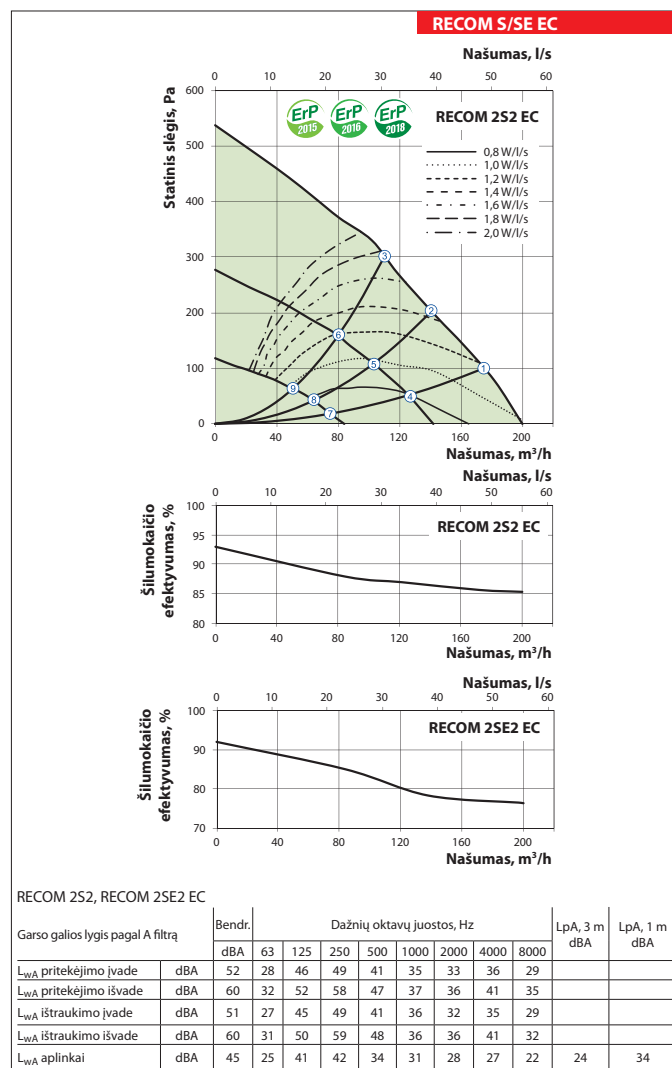 RECOM S/SE EC
Našumas, l/s
0 10 20 30 40 50 60
Statinis slėgis, Pa
600
500
400
300
200
100
0
ErP 2015
ErP 2016
ErP 2018
RECOM 2S2 EC
0,8 W/l/s
1,0 W/l/s
1,2 W/l/s
1,4 W/l/s
1,6 W/l/s
1,8 W/l/s
2,0 W/l/s
3
2
6
5
1
9
8
4
7
0 40 80 120 160 200
Našumas, m³/h
Našumas, l/s
0 10 20 30 40 50 60
Šilumokaičio
efektyvumas, %
100
95
90
85
80
RECOM 2S2 EC
0 40 80 120 160 200
Našumas, m³/h
Našumas, l/s
0 10 20 30 40 50 60
Šilumokaičio
efektyvumas, %
100
90
80
70
RECOM 2SE2 EC
0 40 80 120 160 200
Našumas, m³/h
RECOM 2S2, RECOM 2SE2 EC
Garso galios lygis pagal A filtrą Bendr. Dažnių oktavų juostos, Hz LpA, 3 m dBA LpA, 1 m dBA
dBA 63 125 250 500 1000 2000 4000 8000
LwA pritekėjimo įvade dBA 52 28 46 49 41 35 33 36 29
LwA pritekėjimo išvade dBA 60 32 52 58 47 37 36 41 35
LwA ištraukimo įvade dBA 51 27 45 49 41 36 32 35 29
LwA ištraukimo išvade dBA 60 31 50 59 48 36 36 41 32
LwA aplinkai dBA 45 25 41 42 34 31 28 27 22 24 34